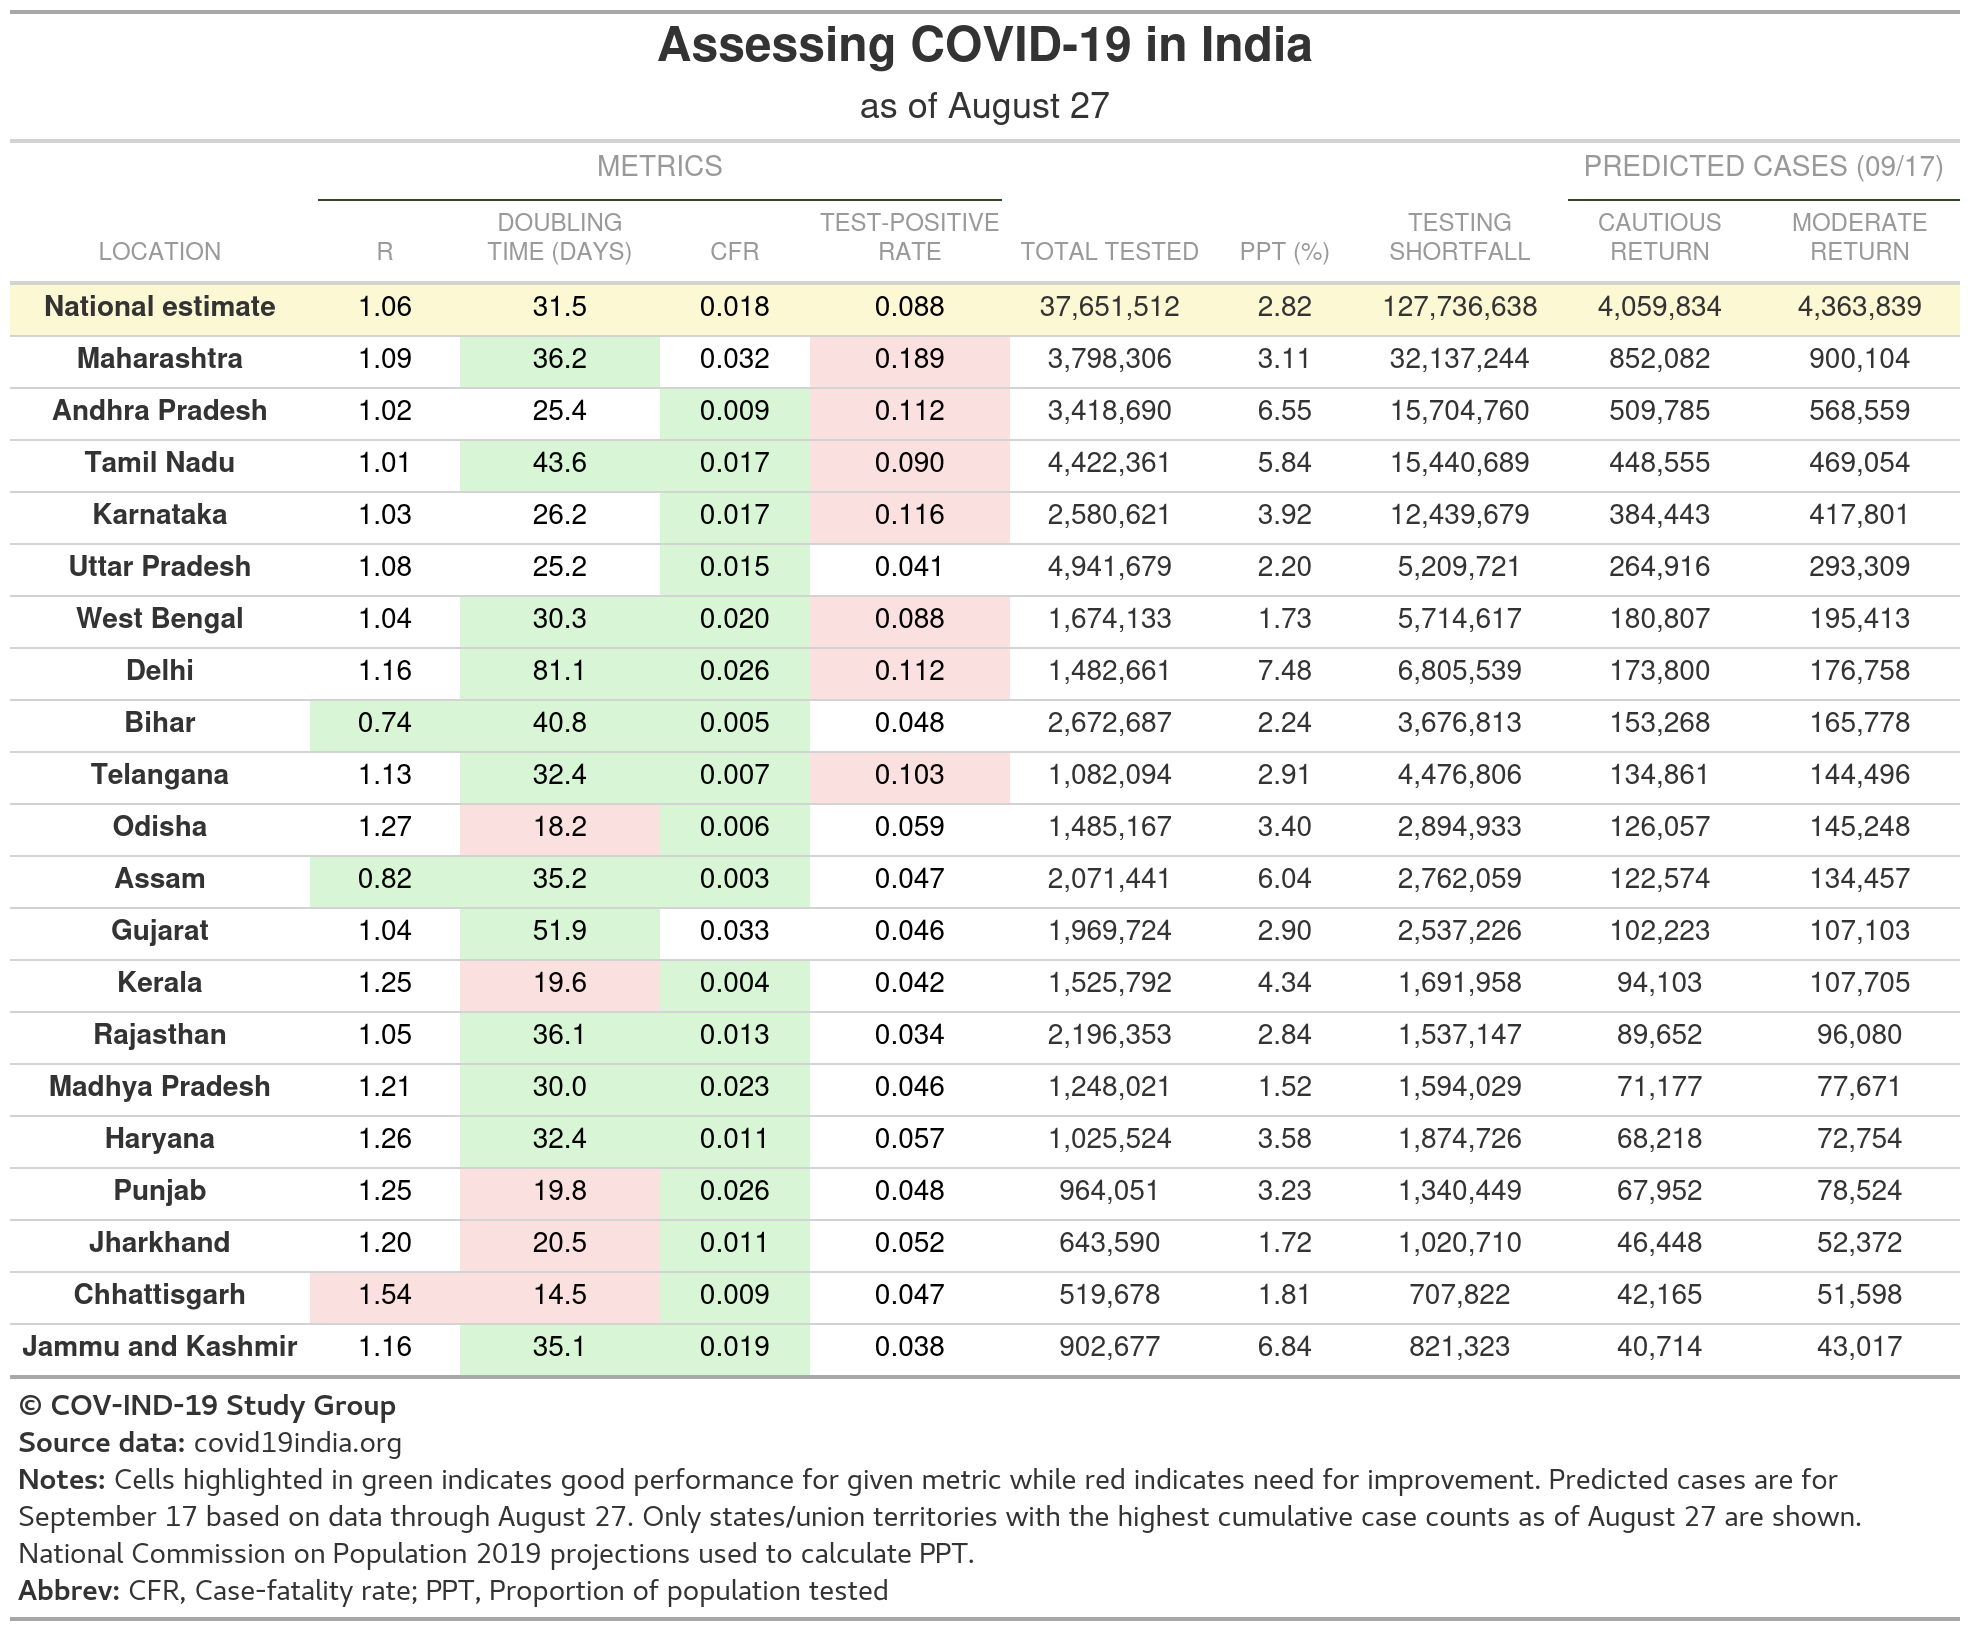 Assessing COVID-19 in India
as of August 27
METRICS PREDICTED CASES (09/17)
LOCATION R DOUBLING TIME (DAYS) CFR TEST-POSITIVE RATE TOTAL TESTED PPT (%) TESTING SHORTFALL CAUTIOUS RETURN MODERATE RETURN
National estimate 1.06 31.5 0.018 0.088 37,651,512 2.82 127,736,638 4,059,834 4,363,839
Maharashtra 1.09 36.2 0.032 0.189 3,798,306 3.11 32,137,244 852,082 900,104
Andhra Pradesh 1.02 25.4 0.009 0.112 3,418,690 6.55 15,704,760 509,785 568,559
Tamil Nadu 1.01 43.6 0.017 0.090 4,422,361 5.84 15,440,689 448,555 469,054
Karnataka 1.03 26.2 0.017 0.116 2,580,621 3.92 12,439,679 384,443 417,801
Uttar Pradesh 1.08 25.2 0.015 0.041 4,941,679 2.20 5,209,721 264,916 293,309
West Bengal 1.04 30.3 0.020 0.088 1,674,133 1.73 5,714,617 180,807 195,413
Delhi 1.16 81.1 0.026 0.112 1,482,661 7.48 6,805,539 173,800 176,758
Bihar 0.74 40.8 0.005 0.048 2,672,687 2.24 3,676,813 153,268 165,778
Telangana 1.13 32.4 0.007 0.103 1,082,094 2.91 4,476,806 134,861 144,496
Odisha 1.27 18.2 0.006 0.059 1,485,167 3.40 2,894,933 126,057 145,248
Assam 0.82 35.2 0.003 0.047 2,071,441 6.04 2,762,059 122,574 134,457
Gujarat 1.04 51.9 0.033 0.046 1,969,724 2.90 2,537,226 102,223 107,103
Kerala 1.25 19.6 0.004 0.042 1,525,792 4.34 1,691,958 94,103 107,705
Rajasthan 1.05 36.1 0.013 0.034 2,196,353 2.84 1,537,147 89,652 96,080
Madhya Pradesh 1.21 30.0 0.023 0.046 1,248,021 1.52 1,594,029 71,177 77,671
Haryana 1.26 32.4 0.011 0.057 1,025,524 3.58 1,874,726 68,218 72,754
Punjab 1.25 19.8 0.026 0.048 964,051 3.23 1,340,449 67,952 78,524
Jharkhand 1.20 20.5 0.011 0.052 643,590 1.72 1,020,710 46,448 52,372
Chhattisgarh 1.54 14.5 0.009 0.047 519,678 1.81 707,822 42,165 51,598
Jammu and Kashmir 1.16 35.1 0.019 0.038 902,677 6.84 821,323 40,714 43,017
© COV-IND-19 Study Group
Source data: covid19india.org
Notes: Cells highlighted in green indicates good performance for given metric while red indicates need for improvement. Predicted cases are for
September 17 based on data through August 27. Only states/union territories with the highest cumulative case counts as of August 27 are shown.
National Commission on Population 2019 projections used to calculate PPT.
Abbrev: CFR, Case-fatality rate; PPT, Proportion of population tested